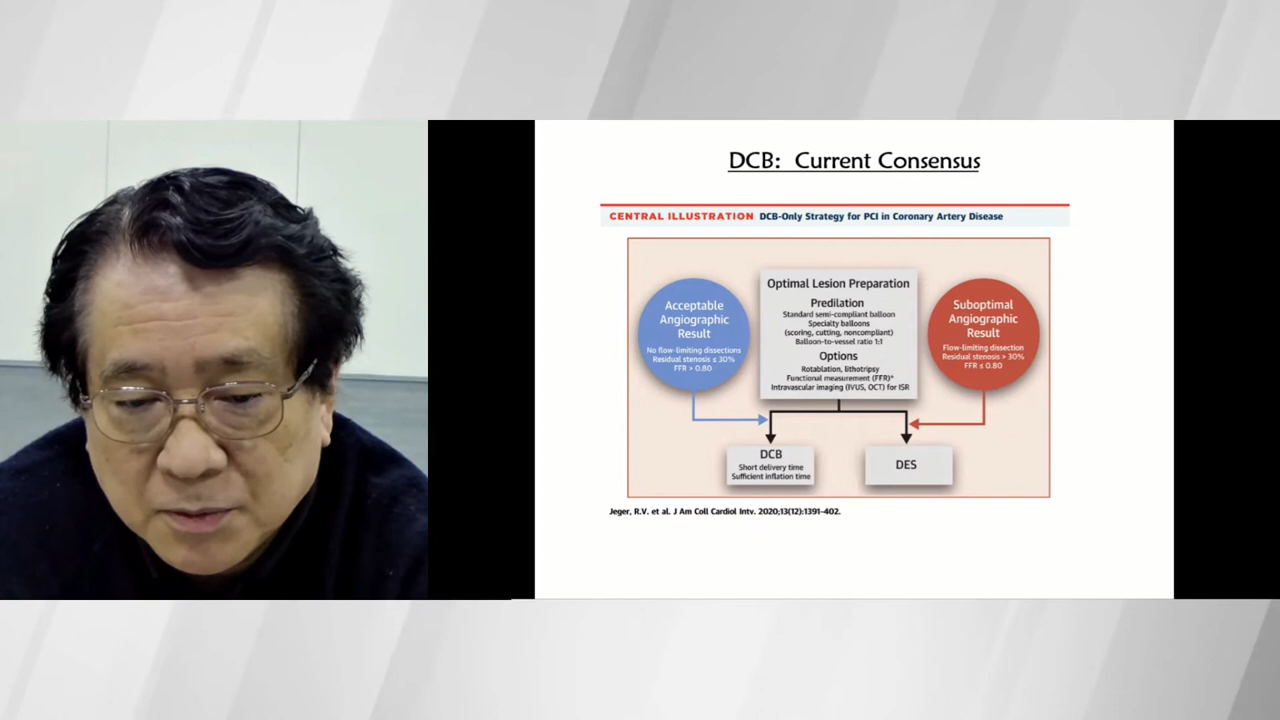 DCB: Current Consensus
CENTRAL ILLUSTRATION DCB-Only Strategy for PCI in Coronary Artery Disease
Acceptable
Angiographic
Result
No flow-limiting dissections
Residual stenosis ≤ 30%
FFR > 0.80
Optimal Lesion Preparation
Predilation
Standard semi-compliant balloon
Specialty balloons
(scoring, cutting, noncompliant)
Balloon-to-vessel ratio 1:1
Options
Rotablation, lithotripsy
Functional measurement (FFR)*
Intravascular imaging (IVUS, OCT) for ISR
Suboptimal
Angiographic
Result
Flow-limiting dissection
Residual stenosis > 30%
FFR ≤ 0.80
DCB
Short delivery time
Sufficient inflation time
DES
Jeger, R.V. et al. J Am Coll Cardiol Intv. 2020;13(12):1391-402.